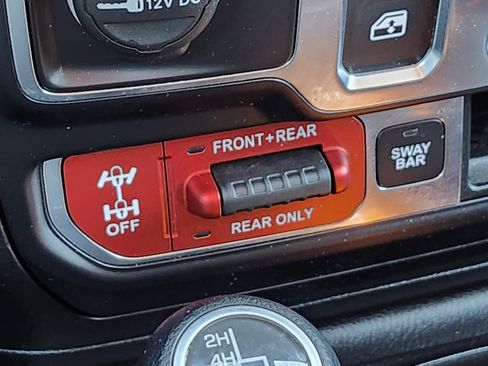 12V DC
FRONT+REAR
SWAY
BAR
OFF
REAR ONLY
2H
4H